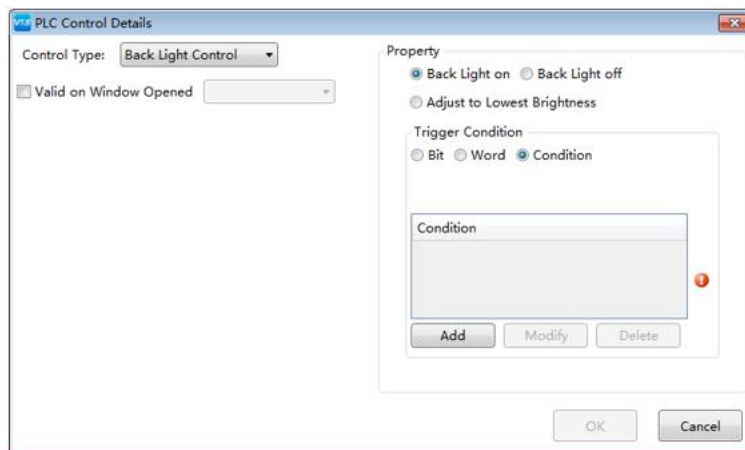 VTS PLC Control Details
Control Type: Back Light Control
Valid on Window Opened
Property
Back Light on Back Light off
Adjust to Lowest Brightness
Trigger Condition
Bit Word Condition
Condition
Add Modify Delete
OK Cancel